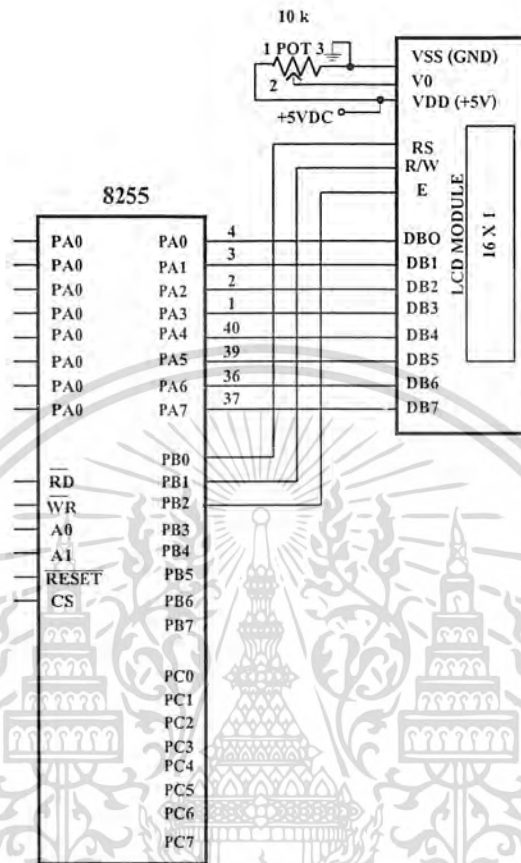 10 k
1 POT 3
2
+5VDC
VSS (GND)
V0
VDD (+5V)
RS
R/W
E
DBO
DB1
DB2
DB3
DB4
DB5
DB6
DB7
LCD MODULE
16 X 1
8255
PA0 PA0 4
PA0 PA1 3
PA0 PA2 2
PA0 PA3 1
PA0 PA4 40
PA0 PA5 39
PA0 PA6 36
PA0 PA7 37
PB0
RD PB1
WR PB2
A0 PB3
A1 PB4
RESET PB5
CS PB6
PB7
PC0
PC1
PC2
PC3
PC4
PC5
PC6
PC7